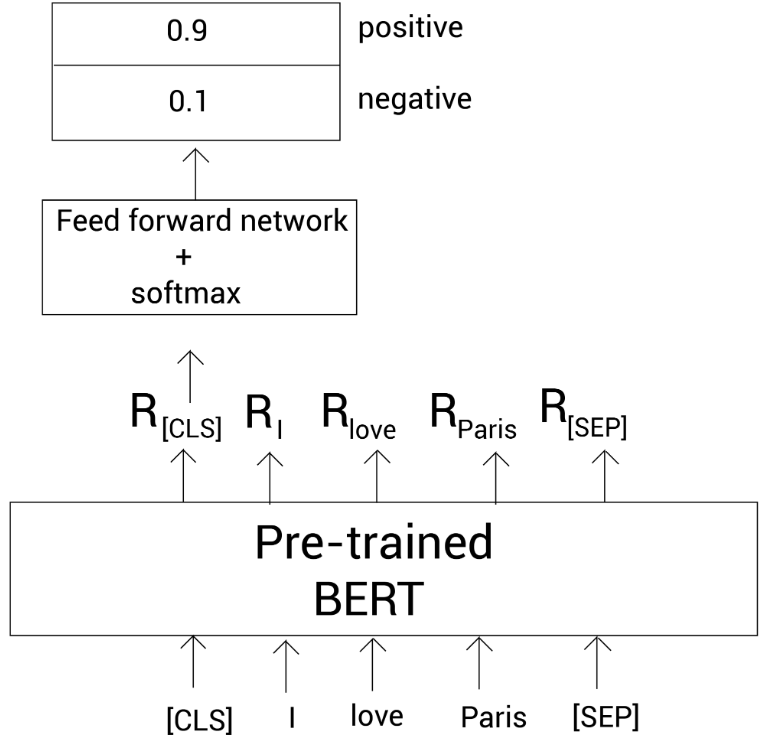 0.9 positive
0.1 negative
Feed forward network
+
softmax
R[CLS] RI Rlove RParis R[SEP]
Pre-trained
BERT
[CLS] I love Paris [SEP]